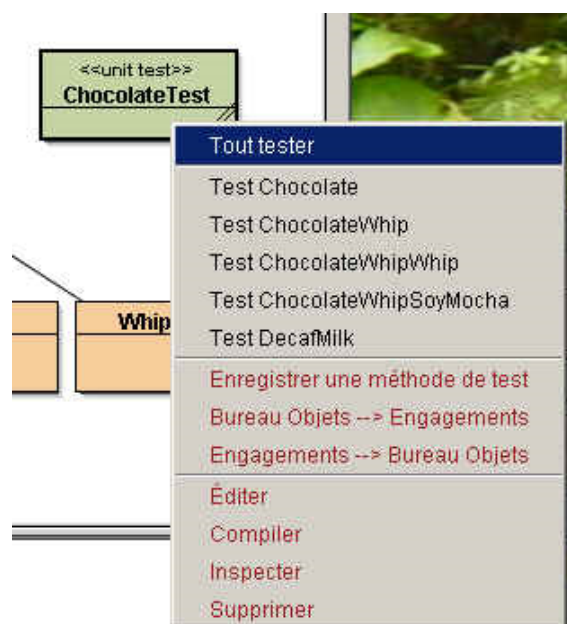 <<unit test>>
ChocolateTest
Tout tester
Test Chocolate
Test ChocolateWhip
Test ChocolateWhipWhip
Test ChocolateWhipSoyMocha
Test DecafMilk
Whip
Enregistrer une méthode de test
Bureau Objets --> Engagements
Engagements --> Bureau Objets
Éditer
Compiler
Inspecter
Supprimer